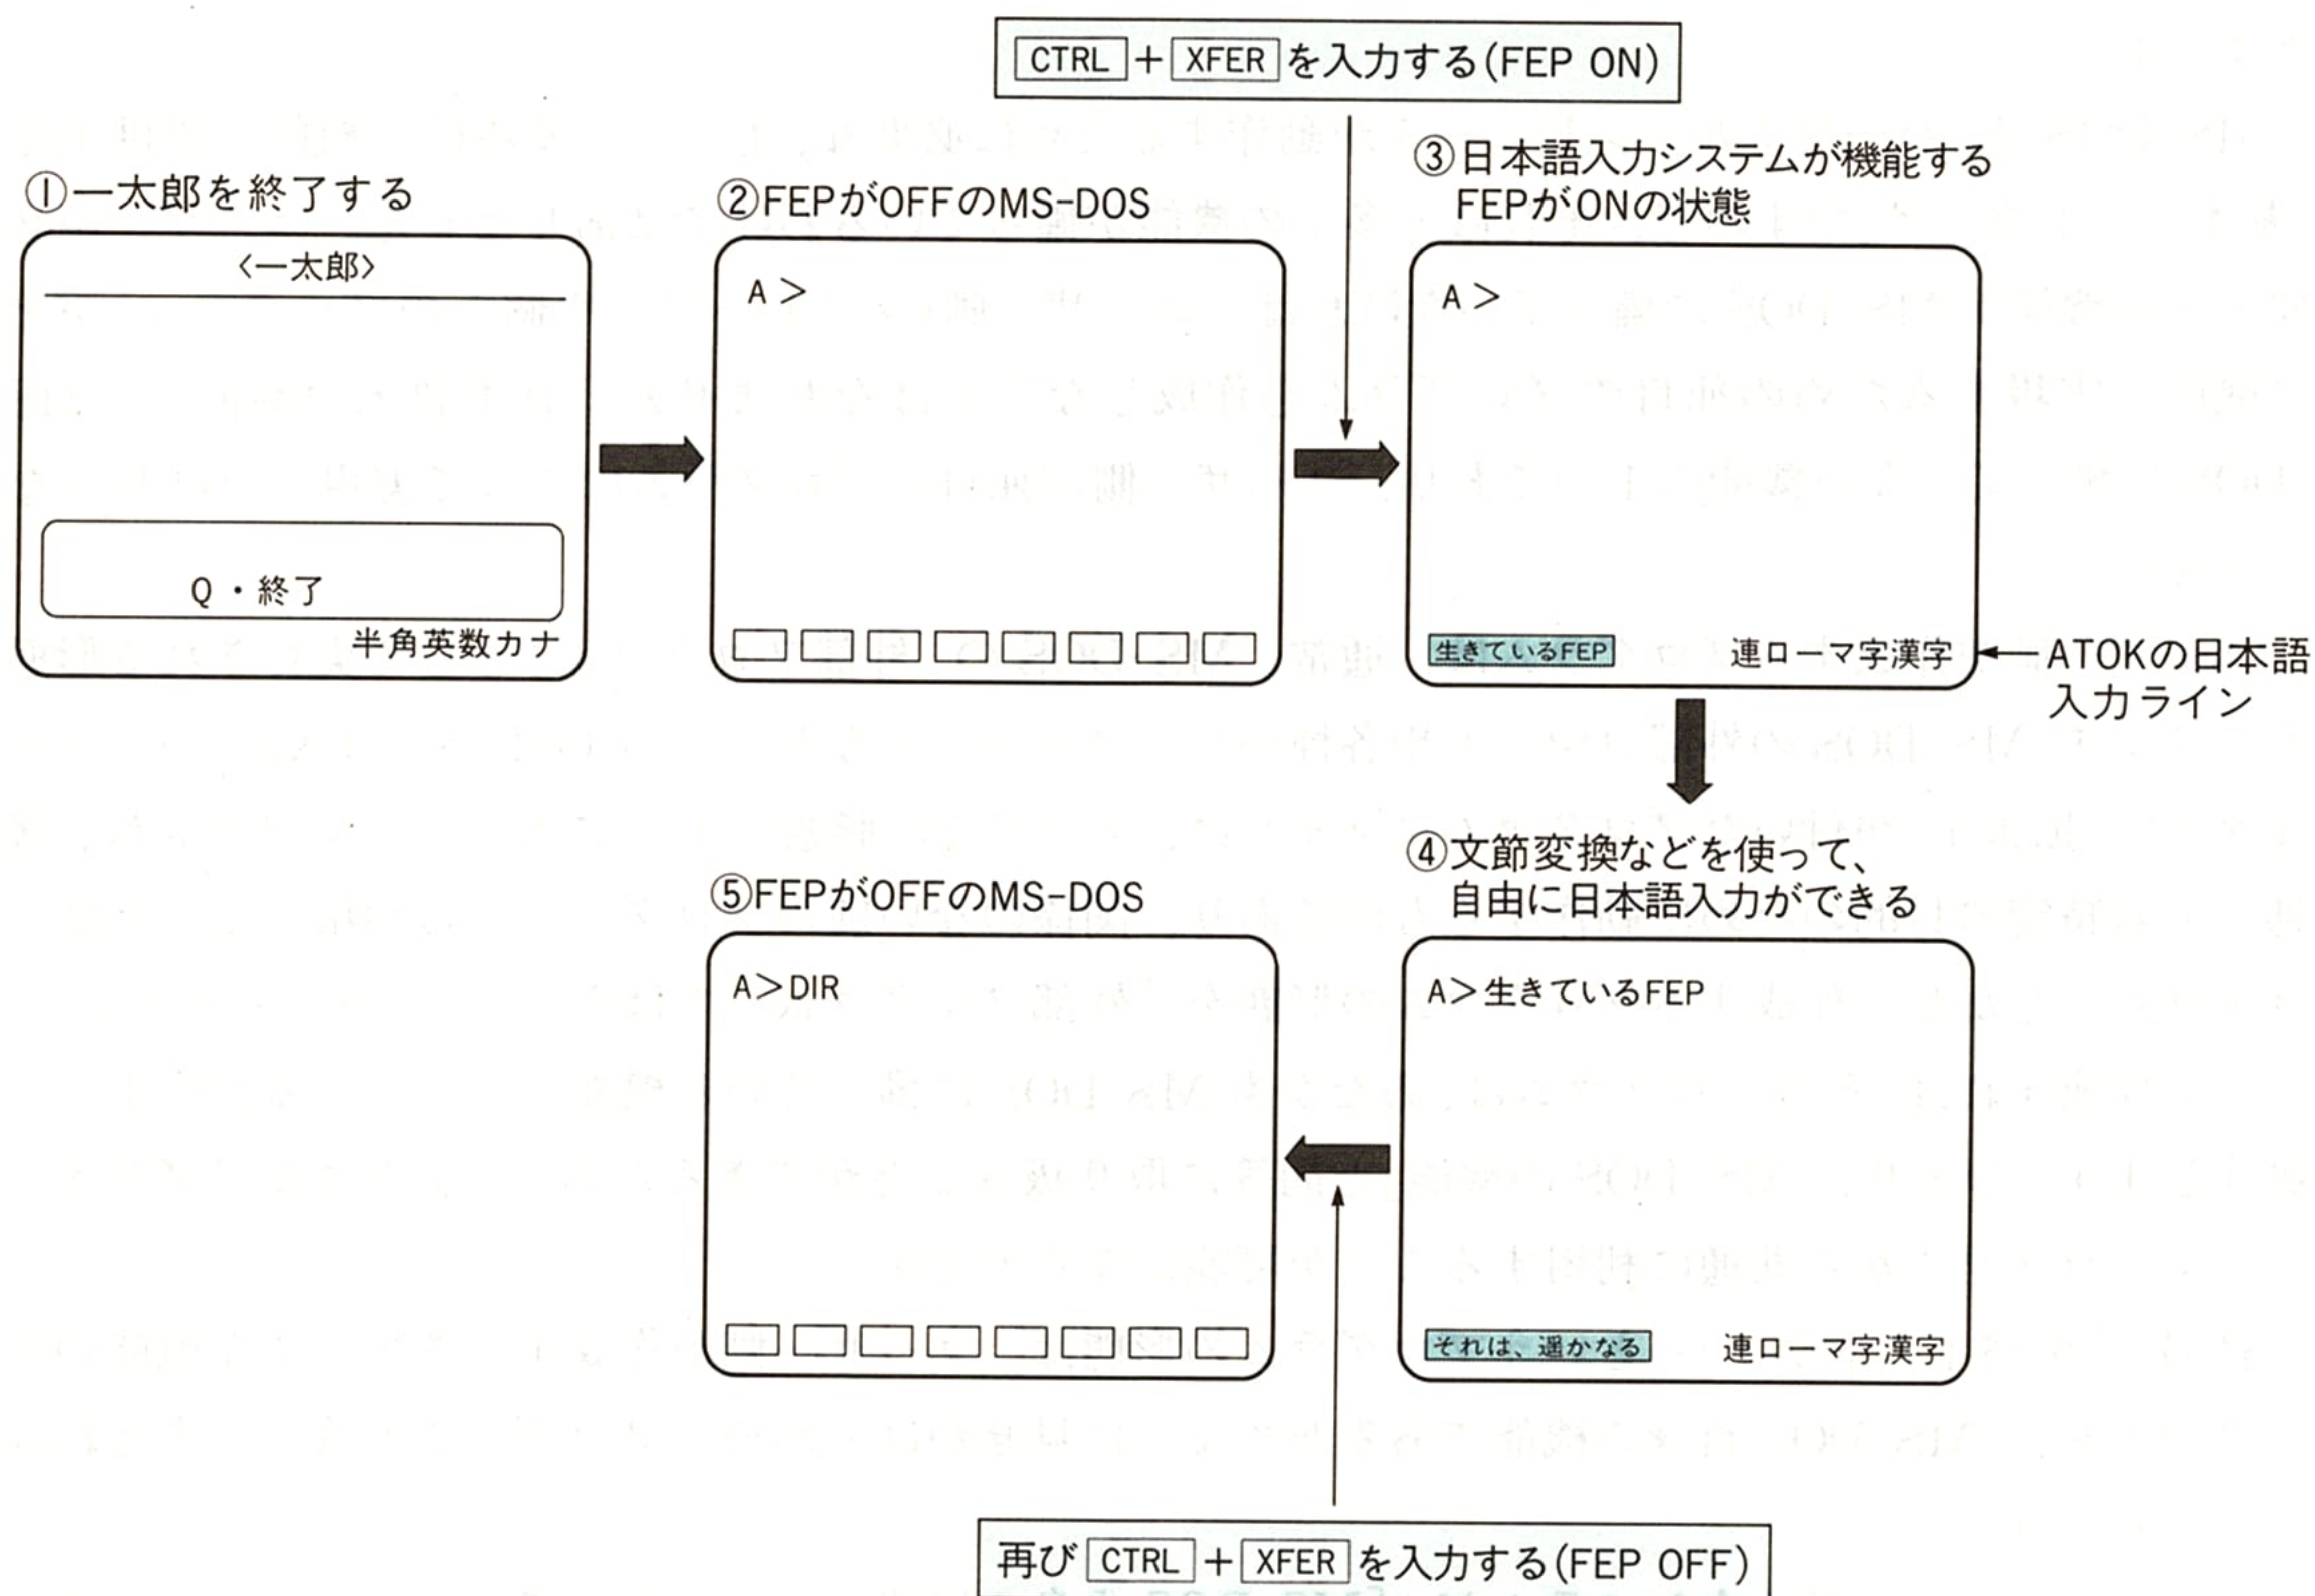 CTRL + XFER を入力する(FEP ON)
①一太郎を終了する
〈一太郎〉
Q・終了
半角英数カナ
②FEPがOFFのMS-DOS
A>
③日本語入力システムが機能する
FEPがONの状態
A>
生きているFEP 連ローマ字漢字
ATOKの日本語
入力ライン
④文節変換などを使って、
自由に日本語入力ができる
A>生きているFEP
それは、遥かなる 連ローマ字漢字
⑤FEPがOFFのMS-DOS
A>DIR
再び CTRL + XFER を入力する(FEP OFF)